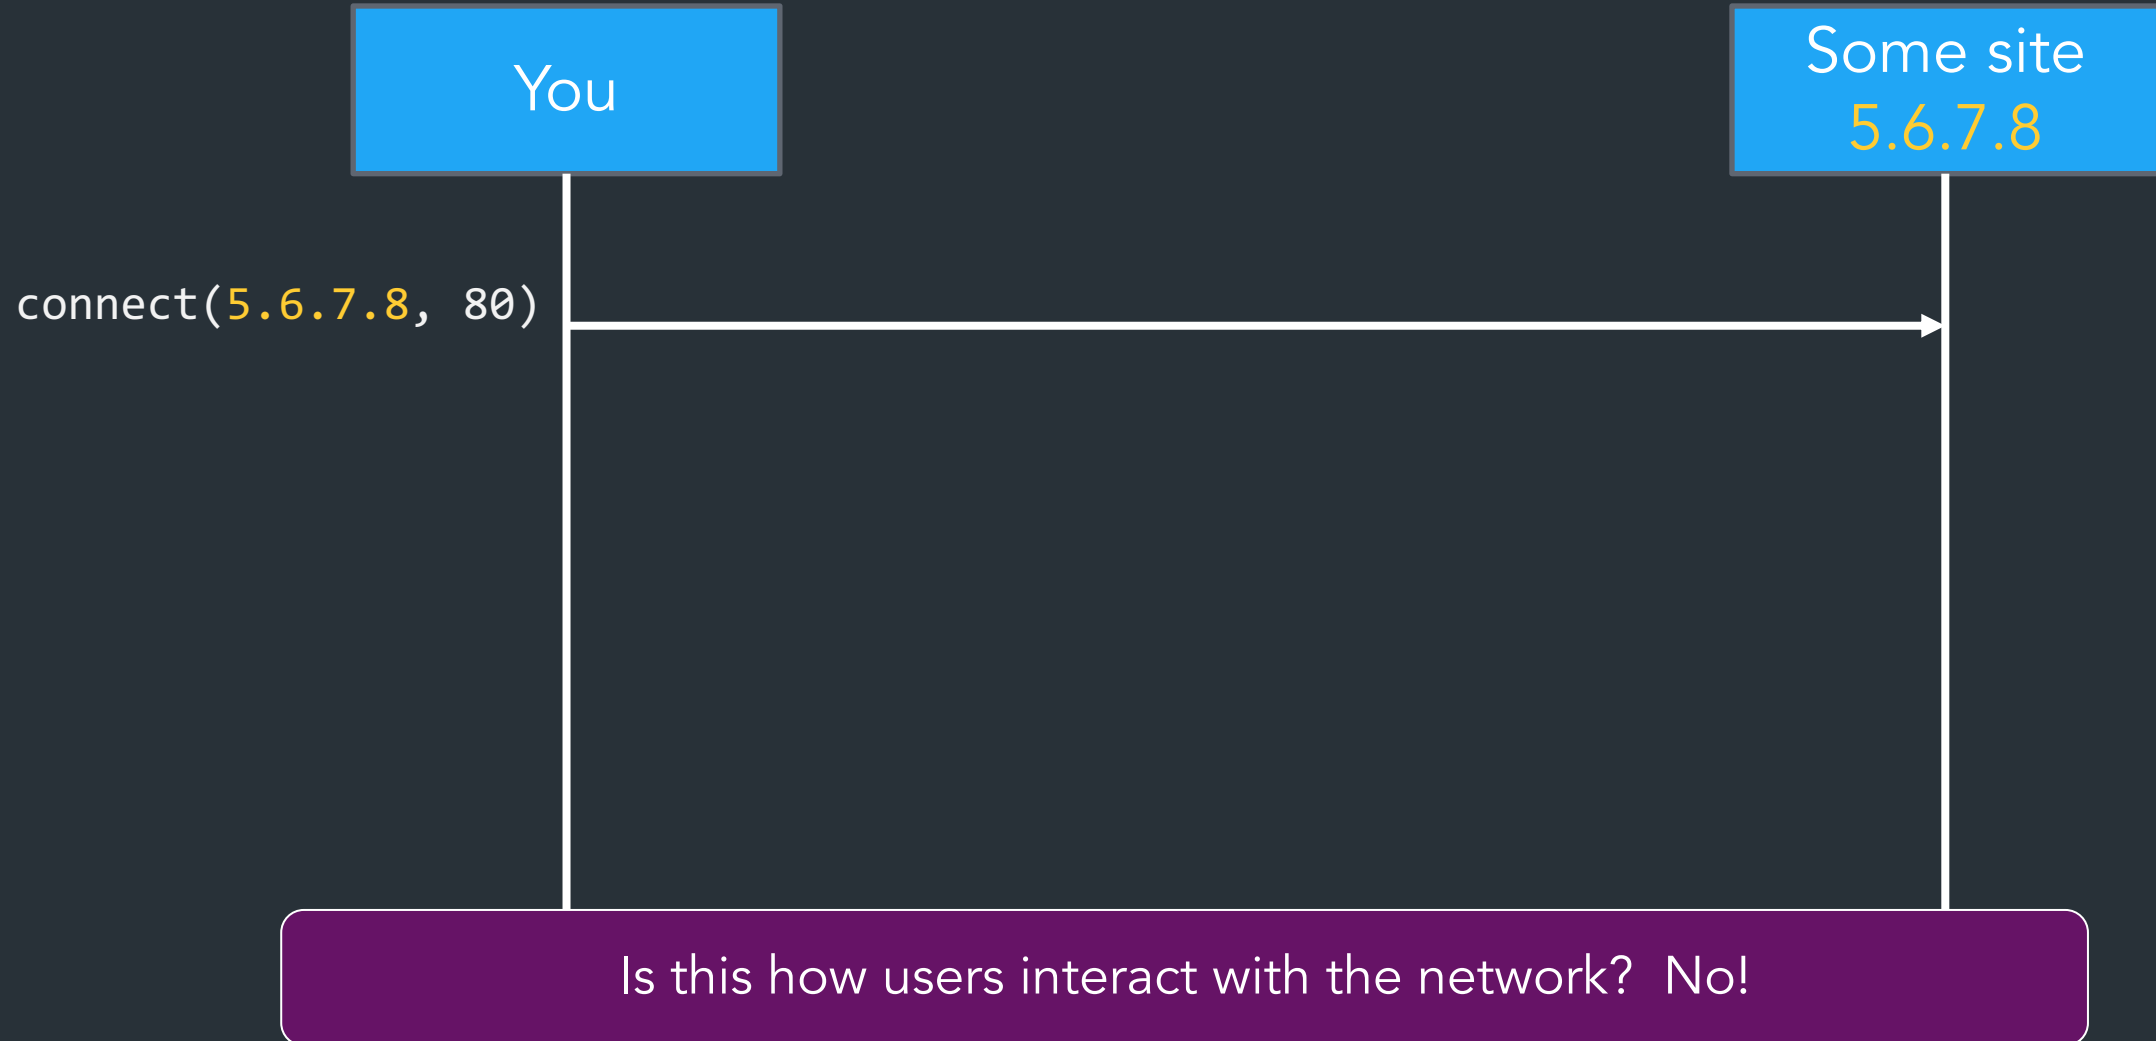 You
Some site
5.6.7.8
connect(5.6.7.8, 80)
Is this how users interact with the network?  No!